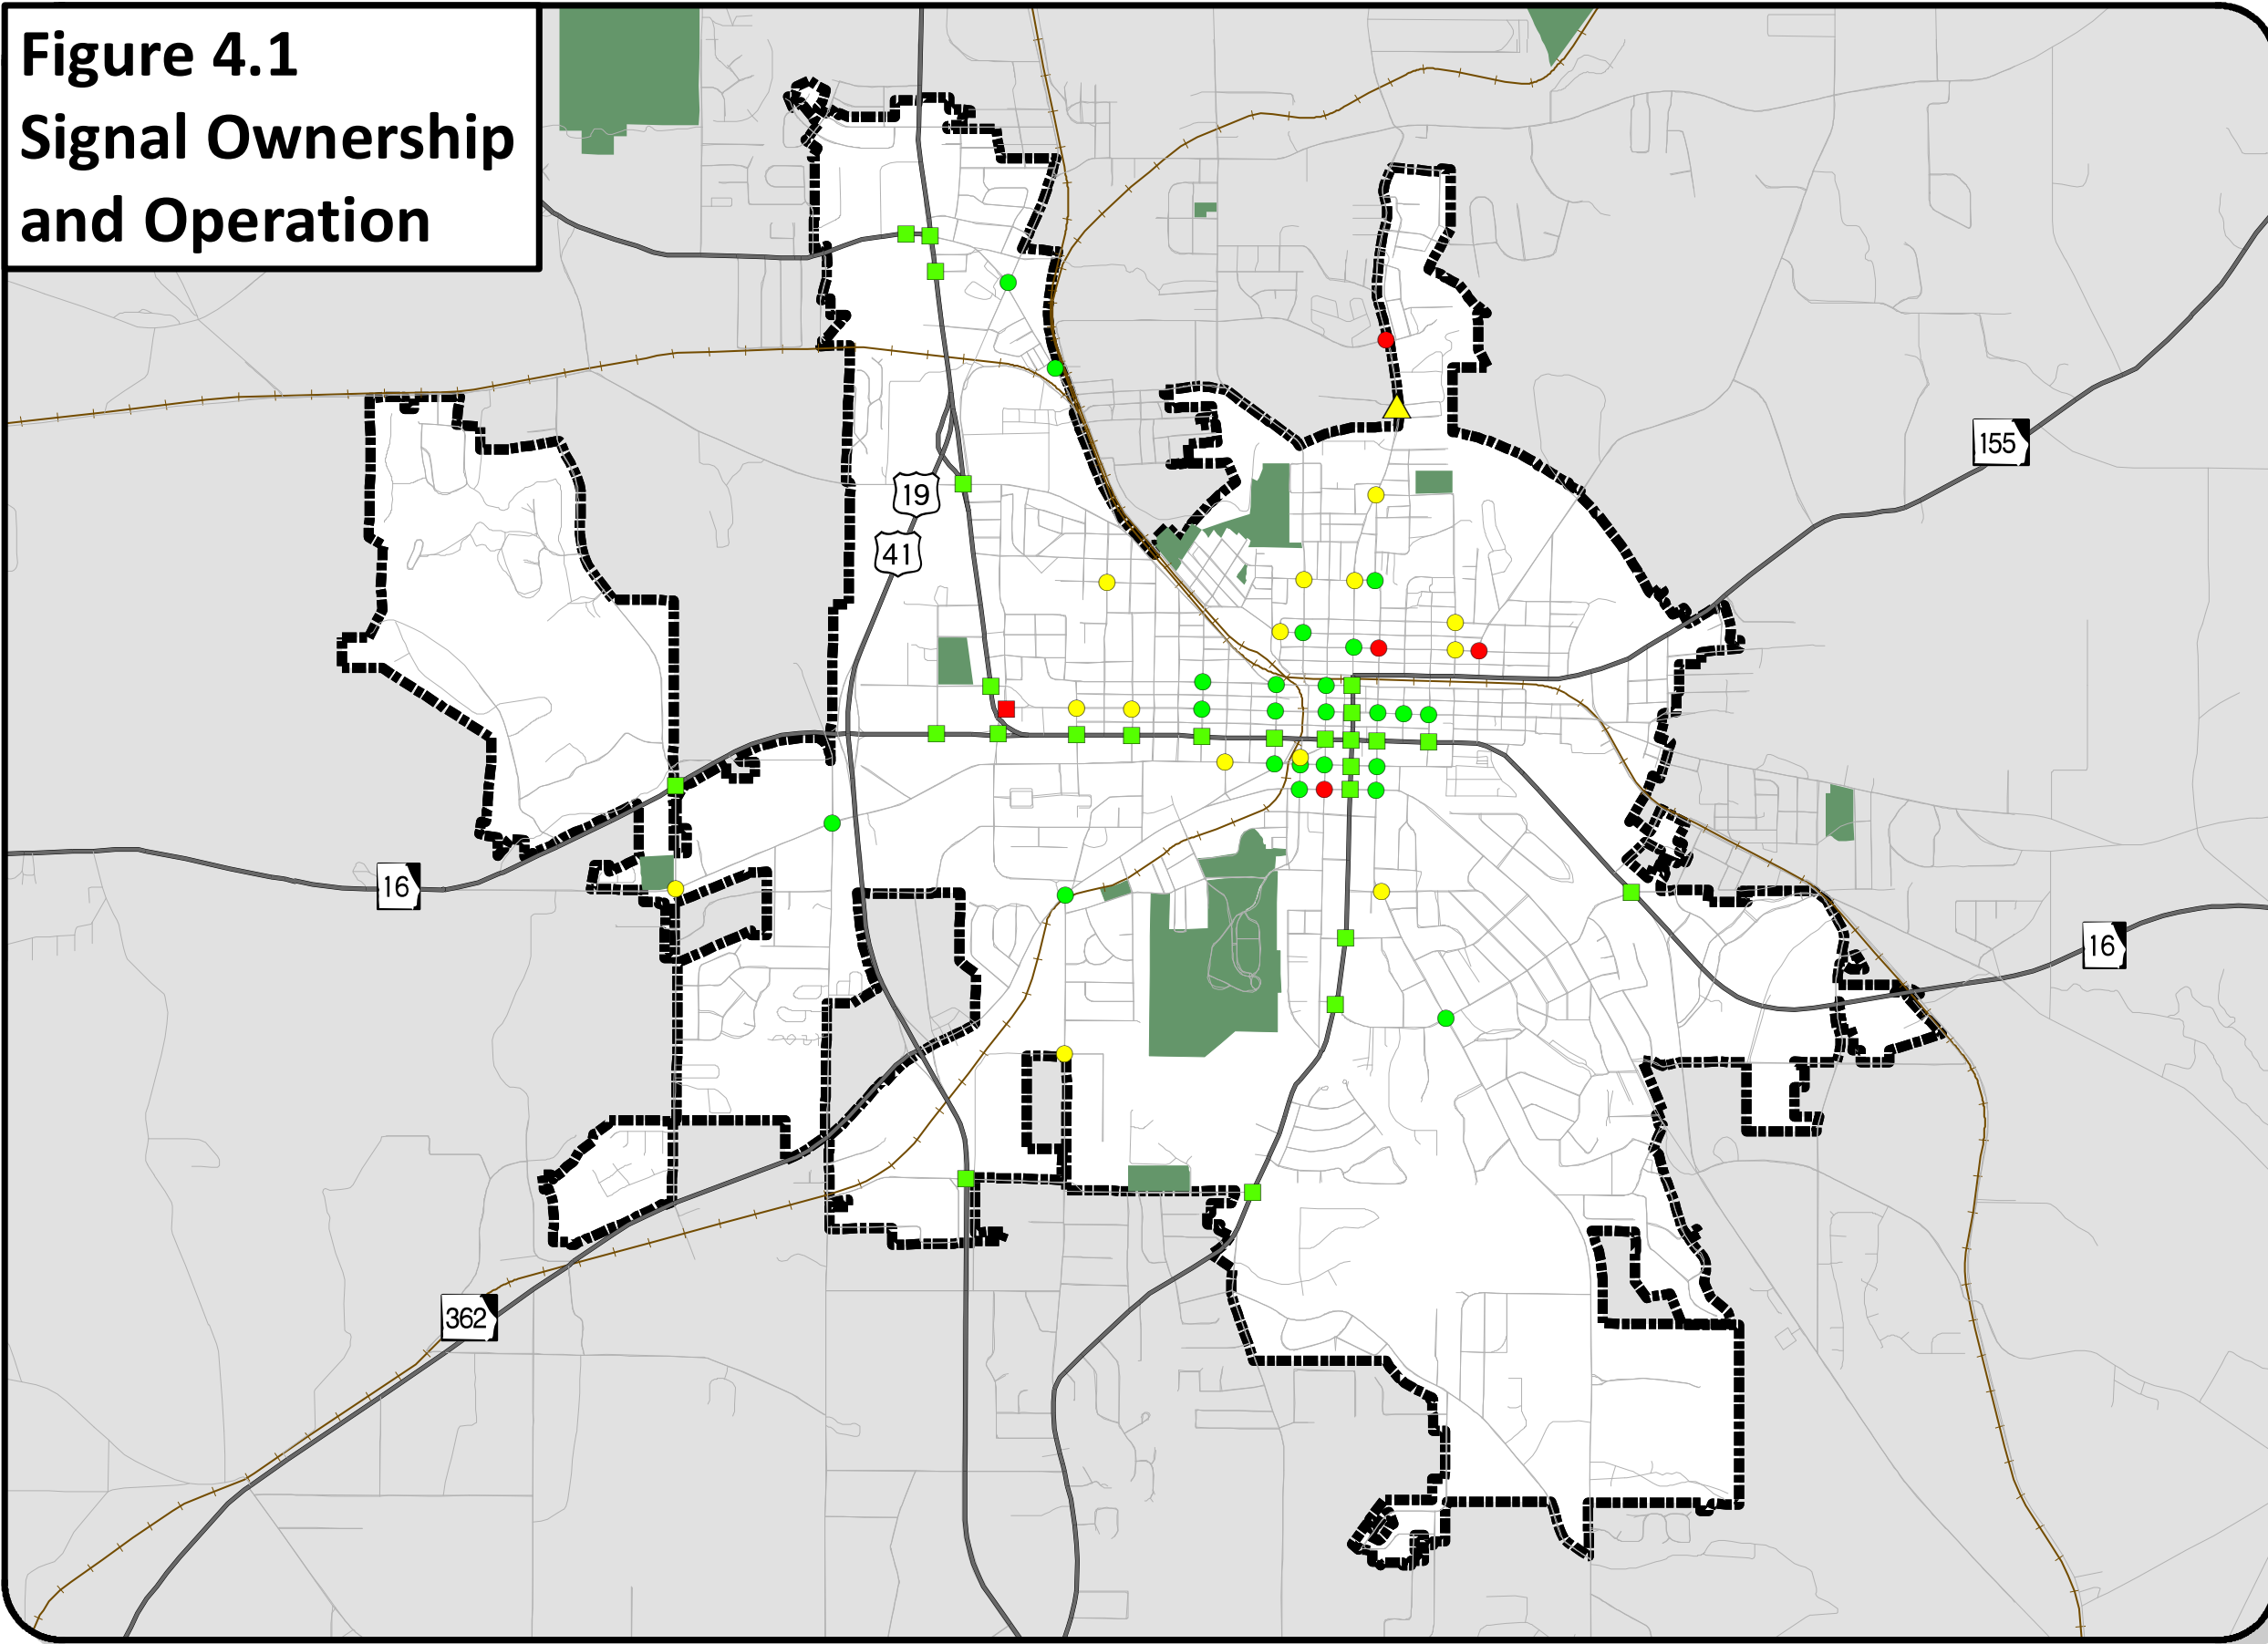 Figure 4.1
Signal Ownership
and Operation
155
19
41
16
16
362